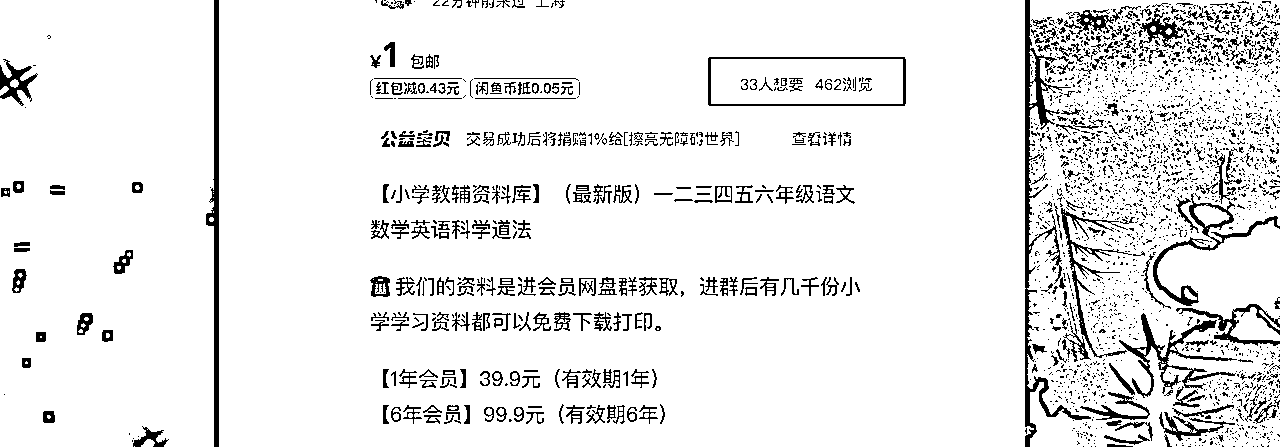 22分钟前来过 上海
¥1 包邮
红包减0.43元 闲鱼币抵0.05元
33人想要 462浏览
公益宝贝 交易成功后将捐赠1%给[擦亮无障碍世界] 查看详情
【小学教辅资料库】（最新版）一二三四五六年级语文
数学英语科学道法
我们的资料是进会员网盘群获取，进群后有几千份小
学学习资料都可以免费下载打印。
【1年会员】39.9元（有效期1年）
【6年会员】99.9元（有效期6年）